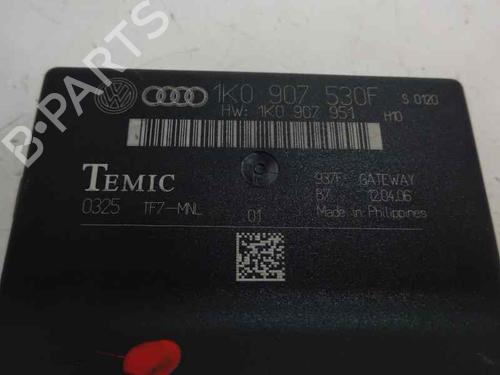 1K0 907 530F S 0120
HW: 1K0 907 951 H10
TEMIC
937F GATEWAY
B7 12.04.06
0325 TF7-MNL 01 Made in Philippines
B-PARTS